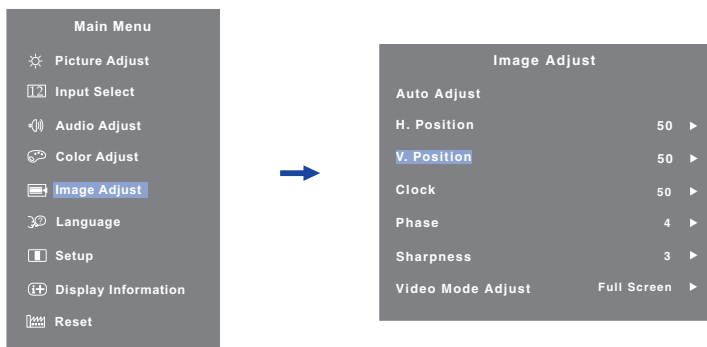 Main Menu
Picture Adjust
12 Input Select
Audio Adjust
Color Adjust
Image Adjust
Language
Setup
Display Information
Reset
Image Adjust
Auto Adjust
H. Position 50
V. Position 50
Clock 50
Phase 4
Sharpness 3
Video Mode Adjust Full Screen